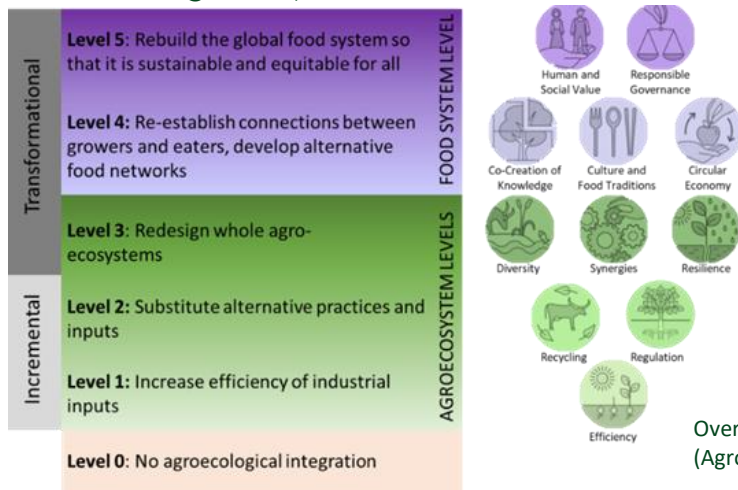 Transformational
Incremental
Level 5: Rebuild the global food system so
that it is sustainable and equitable for all
Level 4: Re-establish connections between
growers and eaters, develop alternative
food networks
Level 3: Redesign whole agro-
ecosystems
Level 2: Substitute alternative practices and
inputs
Level 1: Increase efficiency of industrial
inputs
Level 0: No agroecological integration
FOOD SYSTEM LEVEL
AGROECOSYSTEM LEVELS
Human and
Social Value
Responsible
Governance
Co-Creation of
Knowledge
Culture and
Food Traditions
Circular
Economy
Diversity
Synergies
Resilience
Recycling
Regulation
Efficiency
Over
(Agro